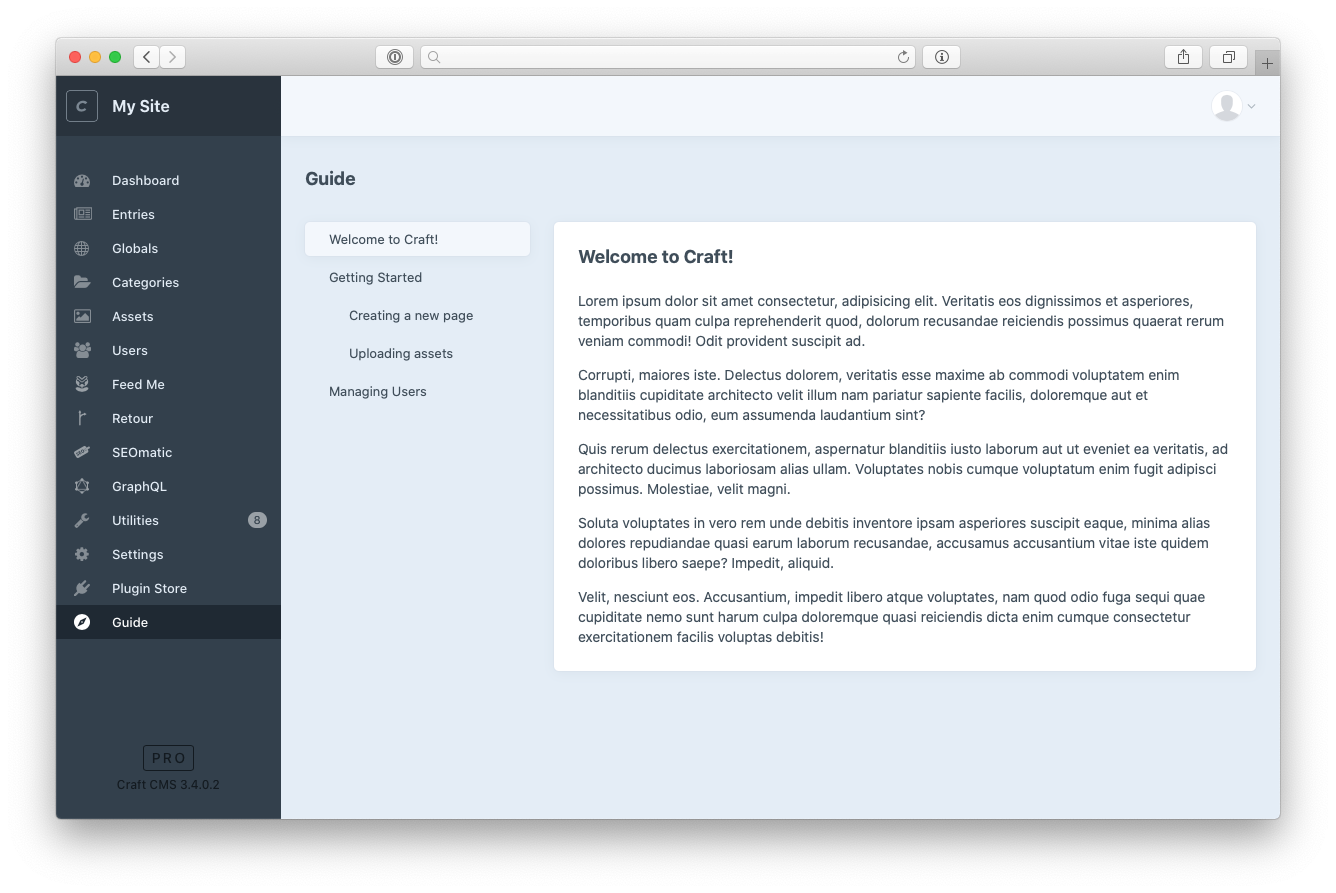 C
My Site
Dashboard
Entries
Globals
Categories
Assets
Users
Feed Me
Retour
SEOmatic
GraphQL
Utilities
8
Settings
Plugin Store
Guide
PRO
Craft CMS 3.4.0.2
Guide
Welcome to Craft!
Getting Started
Creating a new page
Uploading assets
Managing Users
Welcome to Craft!
Lorem ipsum dolor sit amet consectetur, adipisicing elit. Veritatis eos dignissimos et asperiores,
temporibus quam culpa reprehenderit quod, dolorum recusandae reiciendis possimus quaerat rerum
veniam commodi! Odit provident suscipit ad.
Corrupti, maiores iste. Delectus dolorem, veritatis esse maxime ab commodi voluptatem enim
blanditiis cupiditate architecto velit illum nam pariatur sapiente facilis, doloremque aut et
necessitatibus odio, eum assumenda laudantium sint?
Quis rerum delectus exercitationem, aspernatur blanditiis iusto laborum aut ut eveniet ea veritatis, ad
architecto ducimus laboriosam alias ullam. Voluptates nobis cumque voluptatum enim fugit adipisci
possimus. Molestiae, velit magni.
Soluta voluptates in vero rem unde debitis inventore ipsam asperiores suscipit eaque, minima alias
dolores repudiandae quasi earum laborum recusandae, accusamus accusantium vitae iste quidem
doloribus libero saepe? Impedit, aliquid.
Velit, nesciunt eos. Accusantium, impedit libero atque voluptates, nam quod odio fuga sequi quae
cupiditate nemo sunt harum culpa doloremque quasi reiciendis dicta enim cumque consectetur
exercitationem facilis voluptas debitis!